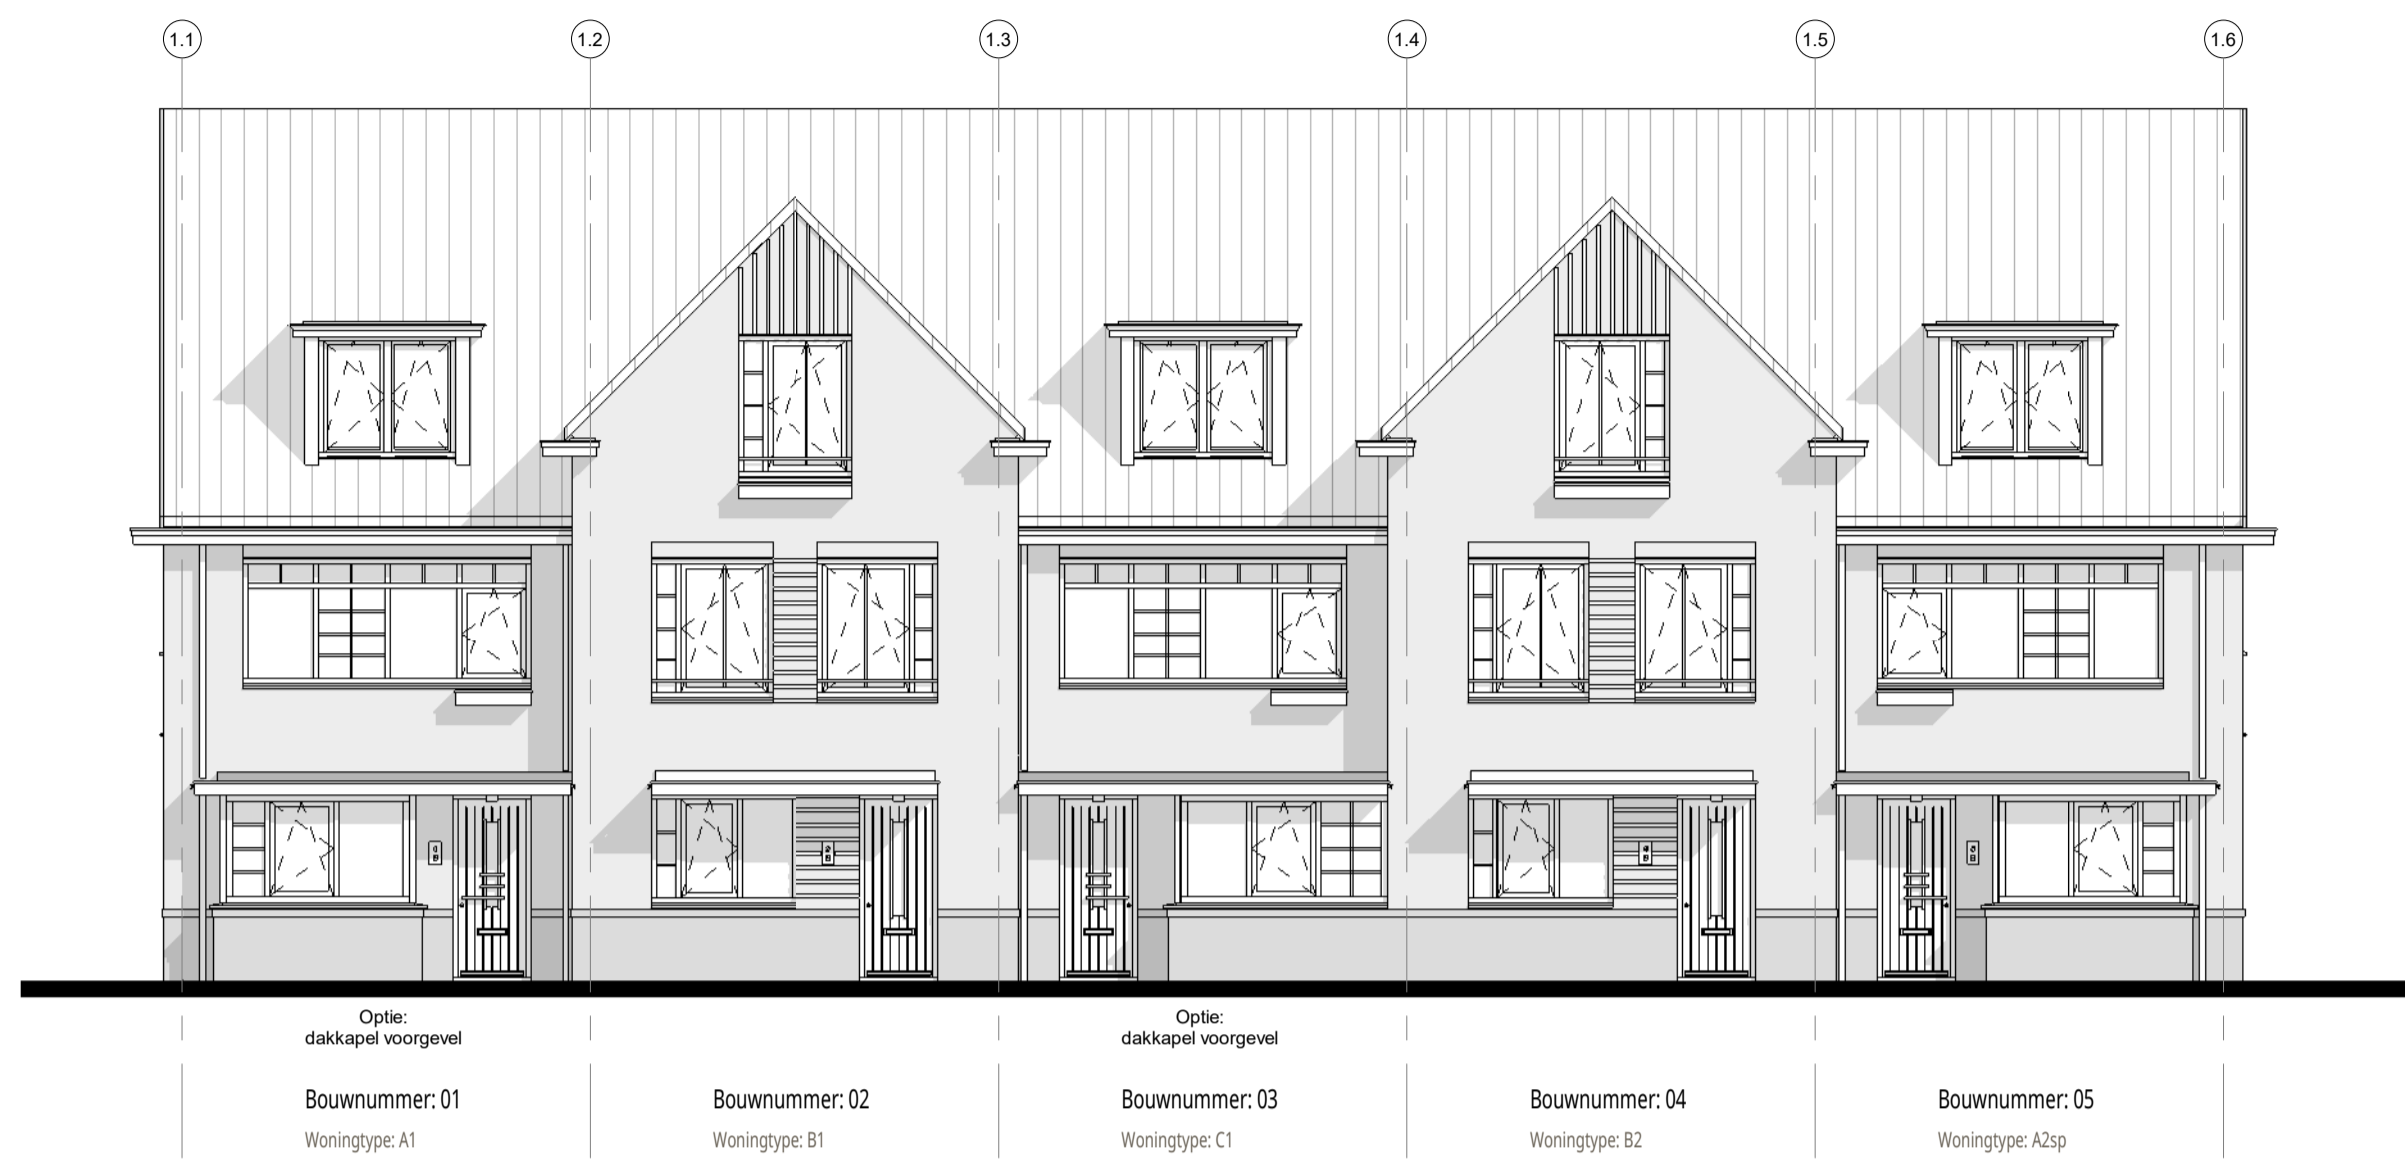 1.1 1.2 1.3 1.4 1.5 1.6
Optie: Optie:
dakkapel voorgevel dakkapel voorgevel
Bouwnummer: 01 Bouwnummer: 02 Bouwnummer: 03 Bouwnummer: 04 Bouwnummer: 05
Woningtype: A1 Woningtype: B1 Woningtype: C1 Woningtype: B2 Woningtype: A2sp